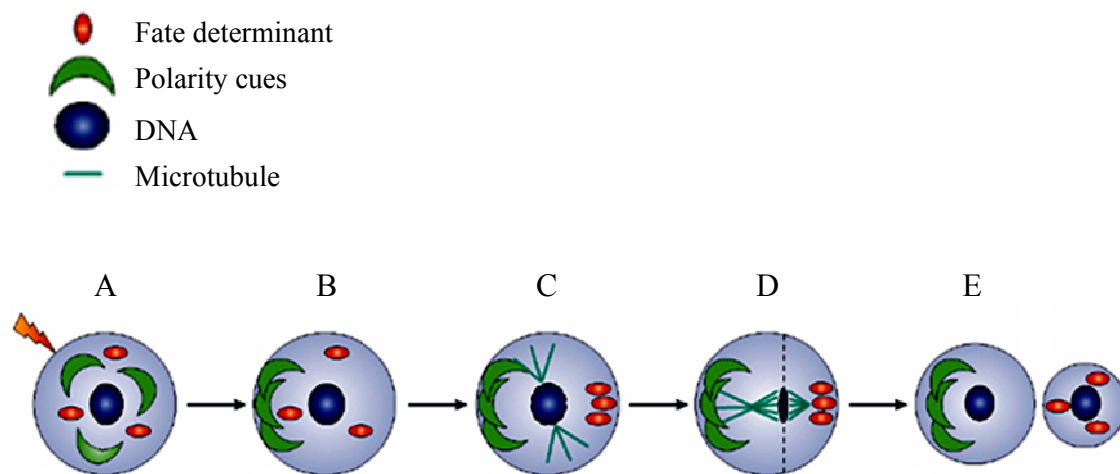 Fate determinant
Polarity cues
DNA
Microtubule
A B C D E